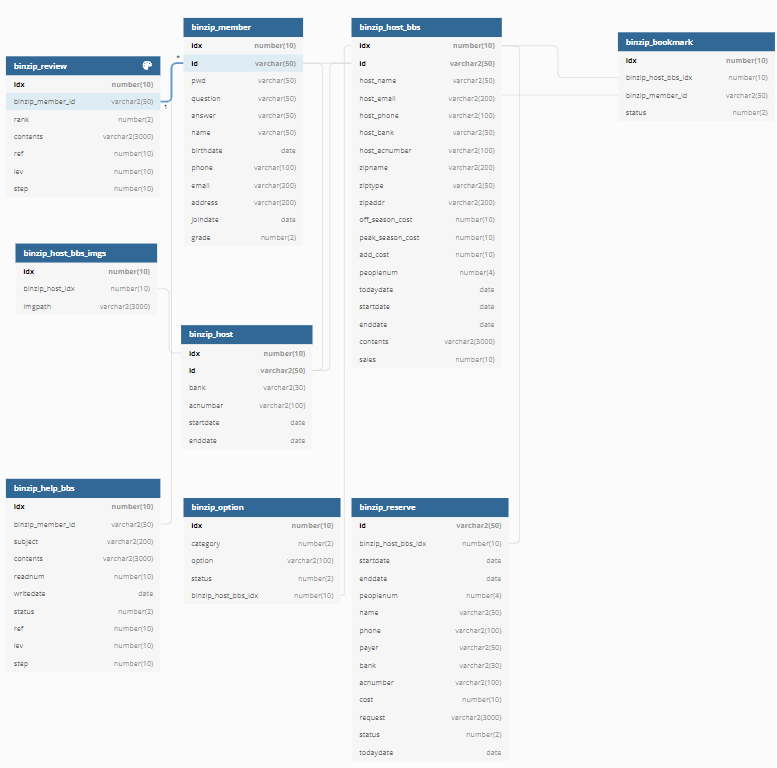 binzip_member
idx number(10)
id varchar(50)
pwd varchar(50)
question varchar(50)
answer varchar(50)
name varchar(50)
birthdate date
phone varchar(100)
email varchar(200)
address varchar(200)
joindate date
grade number(2)
binzip_host_bbs
idx number(10)
id varchar2(50)
host_name varchar2(50)
host_email varchar2(200)
host_phone varchar2(100)
host_bank varchar2(30)
host_acnumber varchar2(100)
zipname varchar2(200)
ziptype varchar2(50)
zipaddr varchar2(200)
off_season_cost number(10)
peak_season_cost number(10)
add_cost number(10)
peoplenum number(4)
todaydate date
startdate date
enddate date
contents varchar2(3000)
sales number(10)
binzip_bookmark
idx number(10)
binzip_host_bbs_idx number(10)
binzip_member_id varchar2(50)
status number(2)
binzip_review
idx number(10)
binzip_member_id varchar2(50)
rank number(2)
contents varchar2(3000)
ref number(10)
lev number(10)
step number(10)
*
1
binzip_host_bbs_imgs
idx number(10)
binzip_host_idx number(10)
imgpath varchar2(3000)
binzip_host
idx number(10)
id varchar2(50)
bank varchar2(30)
acnumber varchar2(100)
startdate date
enddate date
binzip_help_bbs
idx number(10)
binzip_member_id varchar2(50)
subject varchar2(200)
contents varchar2(3000)
readnum number(10)
writedate date
status number(2)
ref number(10)
lev number(10)
step number(10)
binzip_option
idx number(10)
category number(2)
option varchar2(100)
status number(2)
binzip_host_bbs_idx number(10)
binzip_reserve
id varchar2(50)
binzip_host_bbs_idx number(10)
startdate date
enddate date
peoplenum number(4)
name varchar2(50)
phone varchar2(100)
payer varchar2(50)
bank varchar2(30)
acnumber varchar2(100)
cost number(10)
request varchar2(3000)
status number(2)
todaydate date